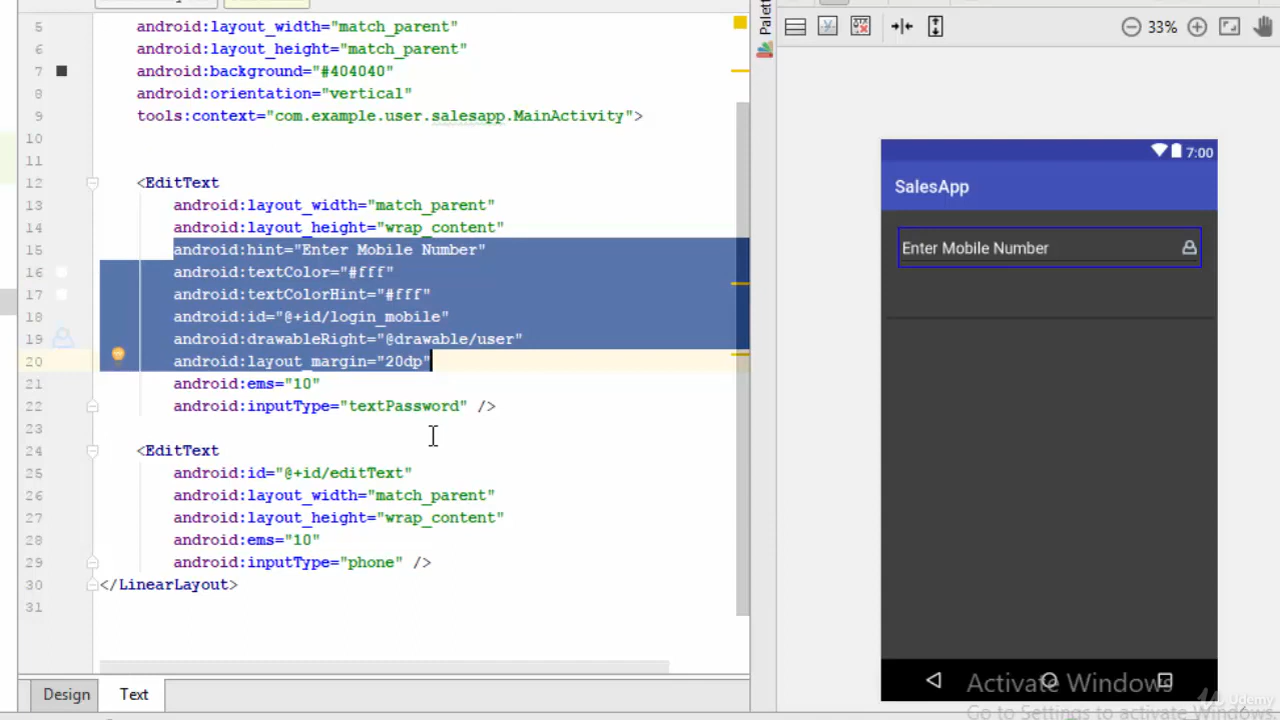 5 android:layout_width="match_parent"
6 android:layout_height="match_parent"
7 android:background="#404040"
8 android:orientation="vertical"
9 tools:context="com.example.user.salesapp.MainActivity">
10
11
12 <EditText
13 android:layout_width="match_parent"
14 android:layout_height="wrap_content"
15 android:hint="Enter Mobile Number"
16 android:textColor="#fff"
17 android:textColorHint="#fff"
18 android:id="@+id/login_mobile"
19 android:drawableRight="@drawable/user"
20 android:layout_margin="20dp"
21 android:ems="10"
22 android:inputType="textPassword" />
23
24 <EditText
25 android:id="@+id/editText"
26 android:layout_width="match_parent"
27 android:layout_height="wrap_content"
28 android:ems="10"
29 android:inputType="phone" />
30 </LinearLayout>
31
Design Text
33%
7:00
SalesApp
Enter Mobile Number
Activate Windows
Go to Settings to activate Windows.
Udemy